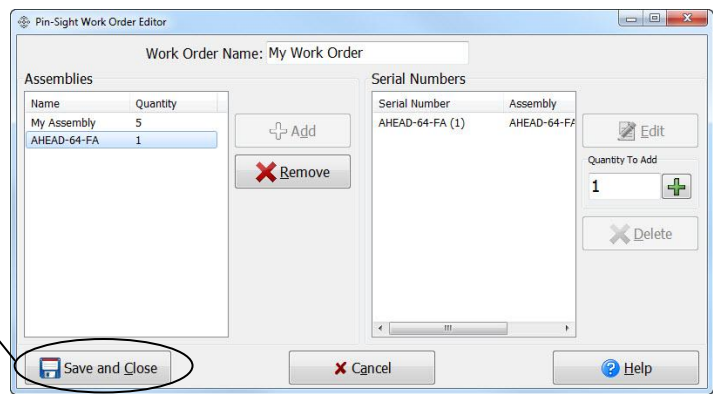 Pin-Sight Work Order Editor
Work Order Name: My Work Order
Assemblies
Name Quantity
My Assembly 5
AHEAD-64-FA 1
Add
Remove
Serial Numbers
Serial Number Assembly
AHEAD-64-FA (1) AHEAD-64-FA
Edit
Quantity To Add
1
Delete
Save and Close
Cancel
Help